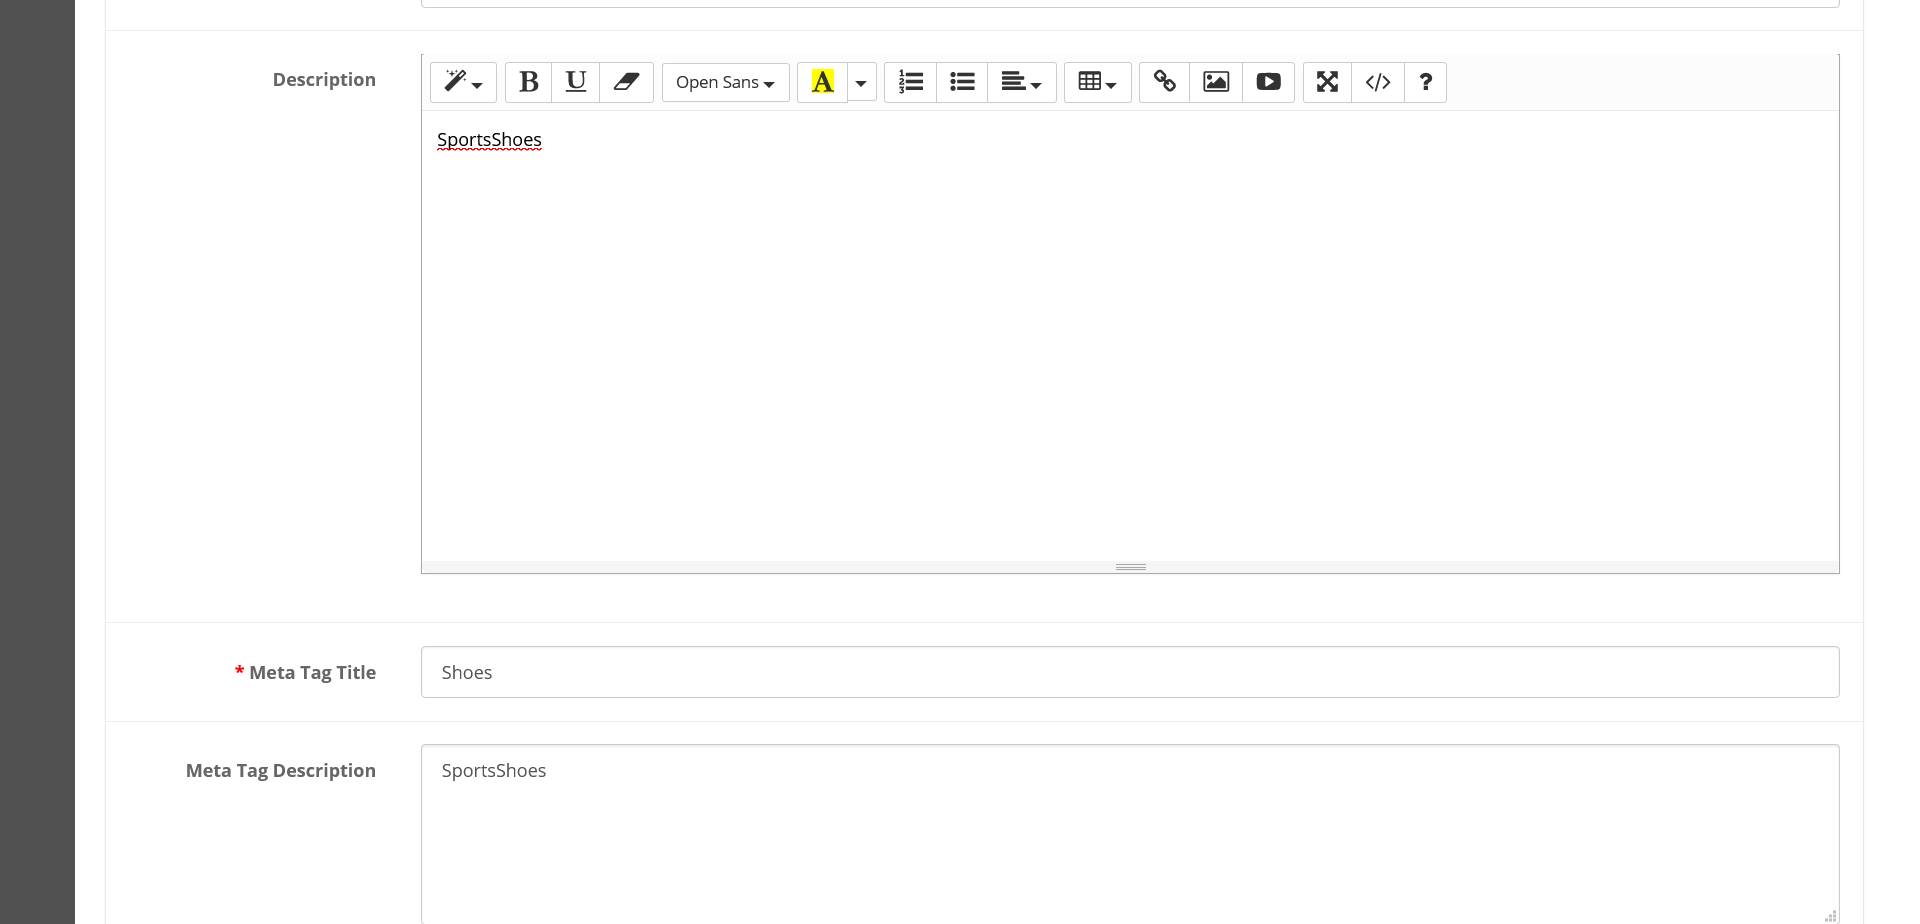 Description
B U Open Sans A </> ?
SportsShoes
* Meta Tag Title
Shoes
Meta Tag Description
SportsShoes